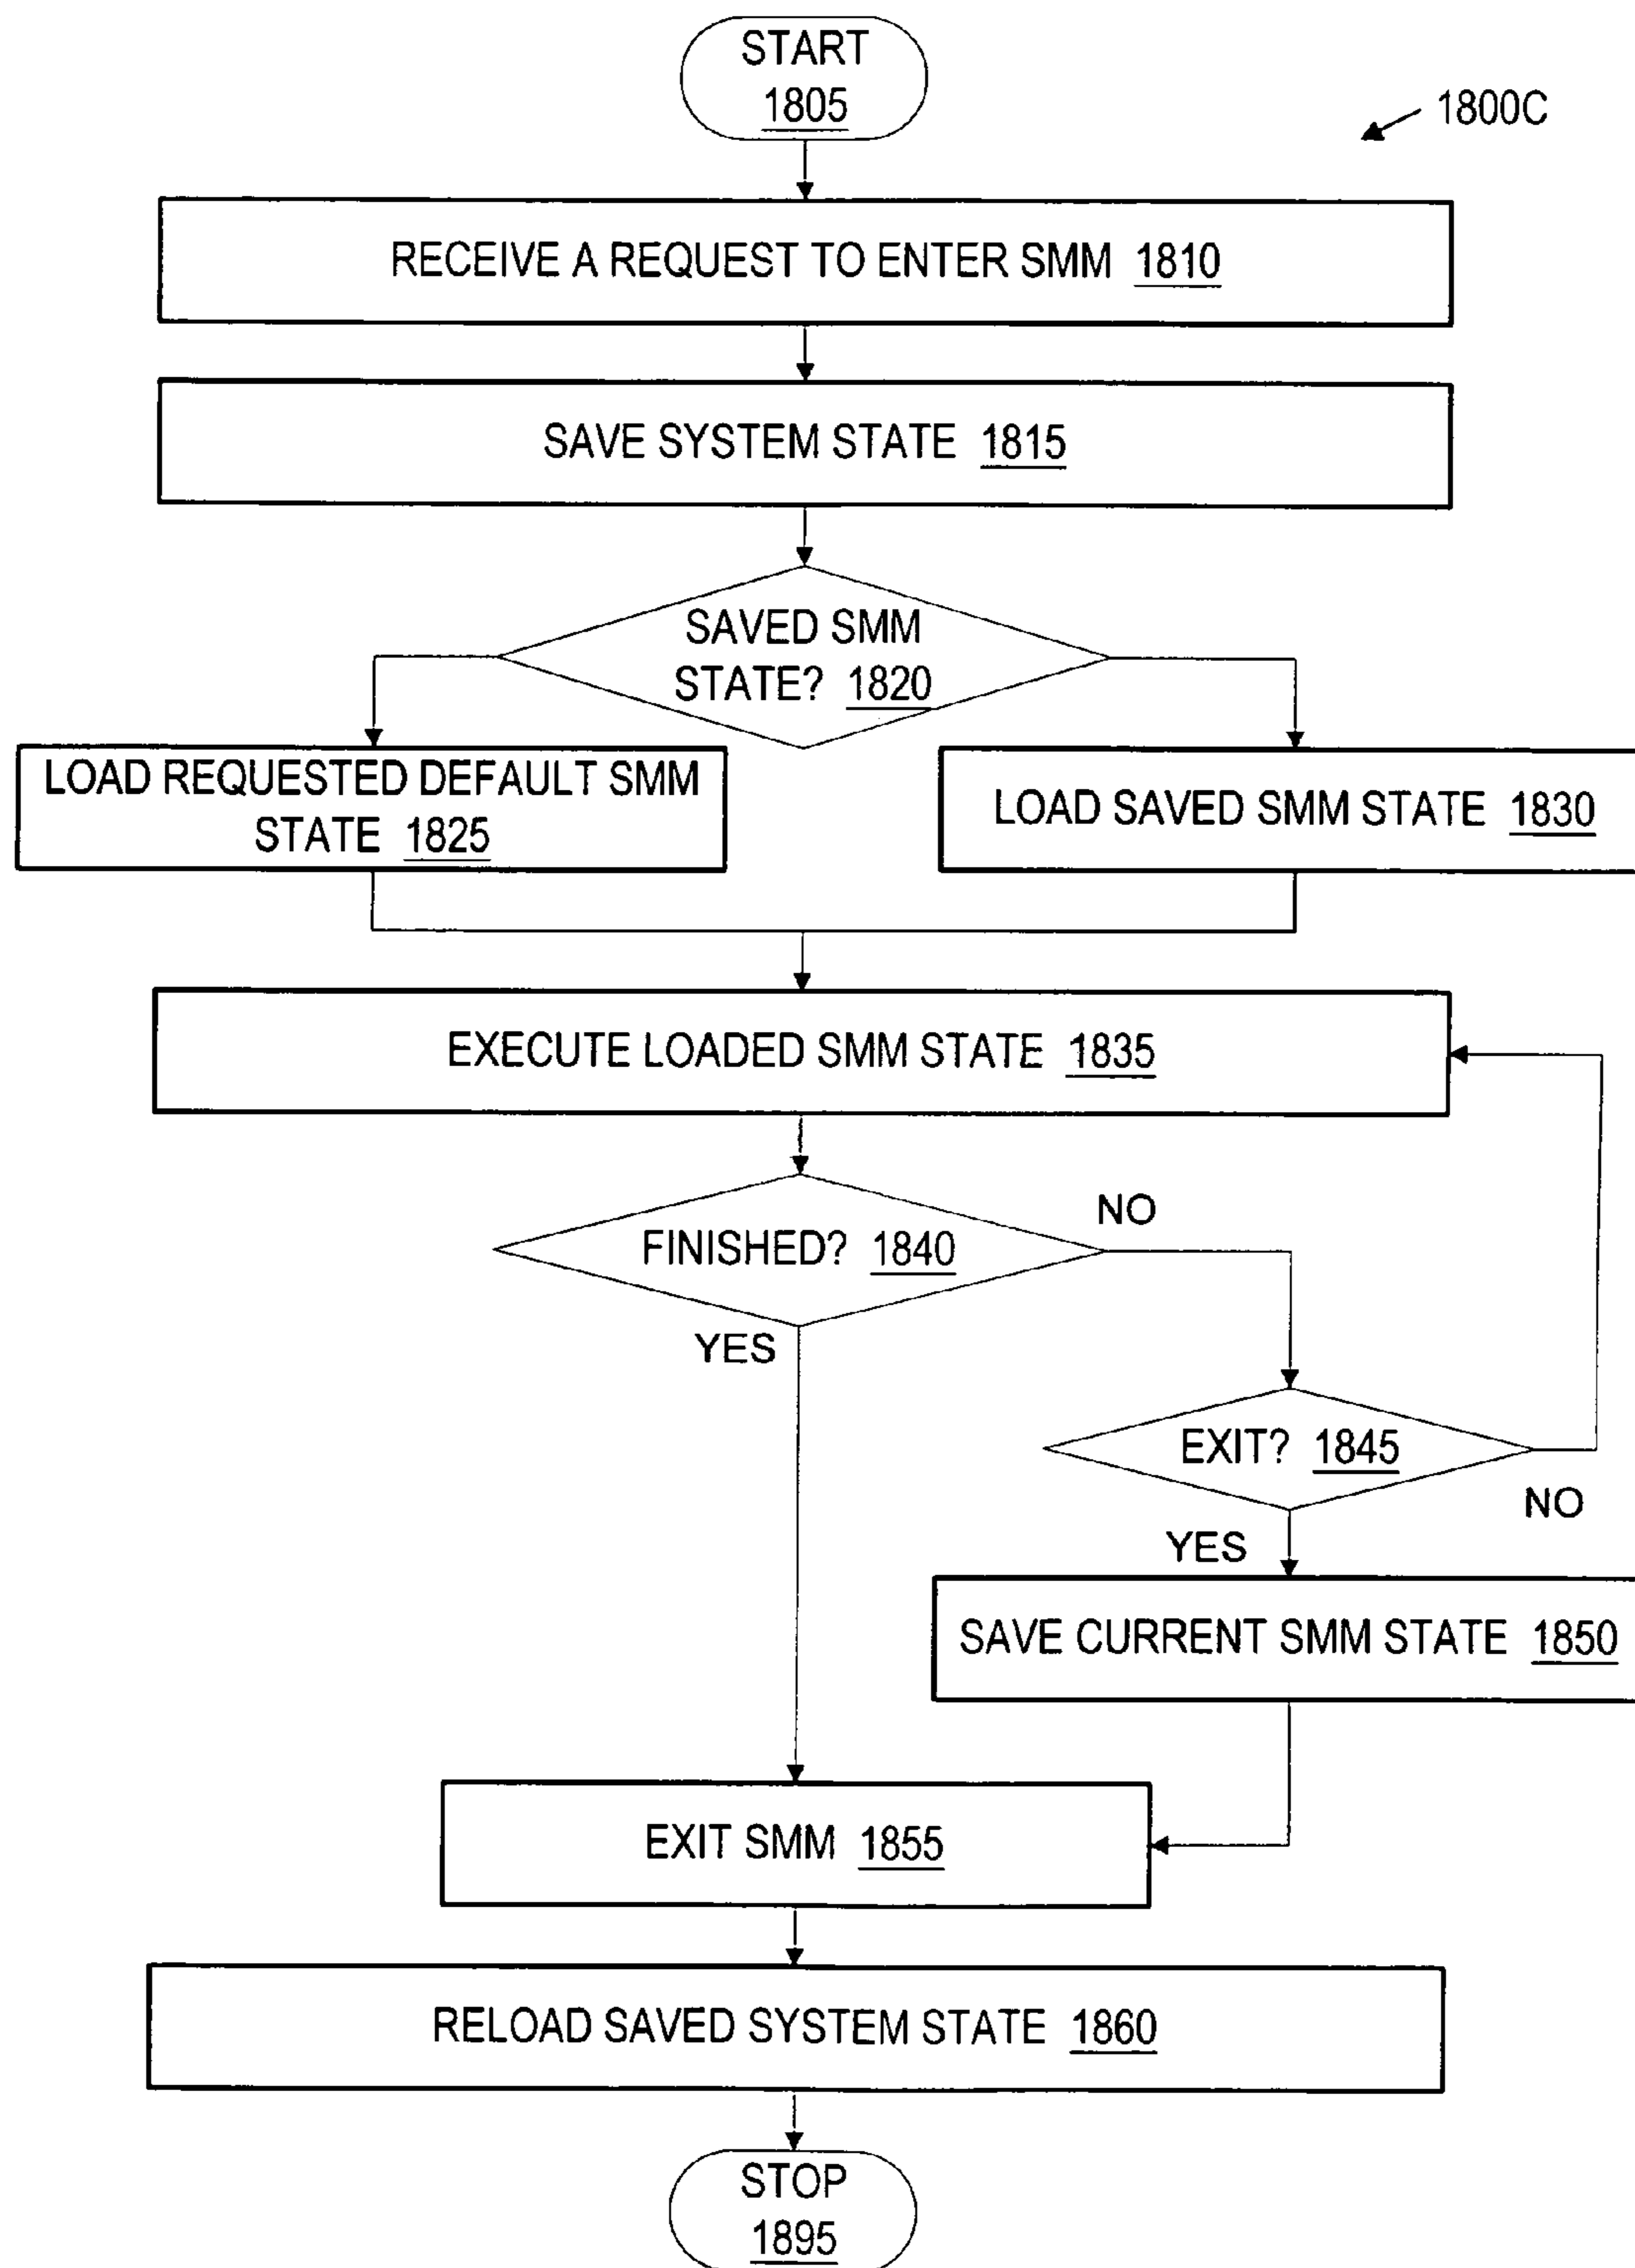 START
1805
1800C
RECEIVE A REQUEST TO ENTER SMM 1810
SAVE SYSTEM STATE 1815
SAVED SMM
STATE? 1820
LOAD REQUESTED DEFAULT SMM
STATE 1825
LOAD SAVED SMM STATE 1830
EXECUTE LOADED SMM STATE 1835
FINISHED? 1840
NO
YES
EXIT? 1845
NO
YES
SAVE CURRENT SMM STATE 1850
EXIT SMM 1855
RELOAD SAVED SYSTEM STATE 1860
STOP
1895